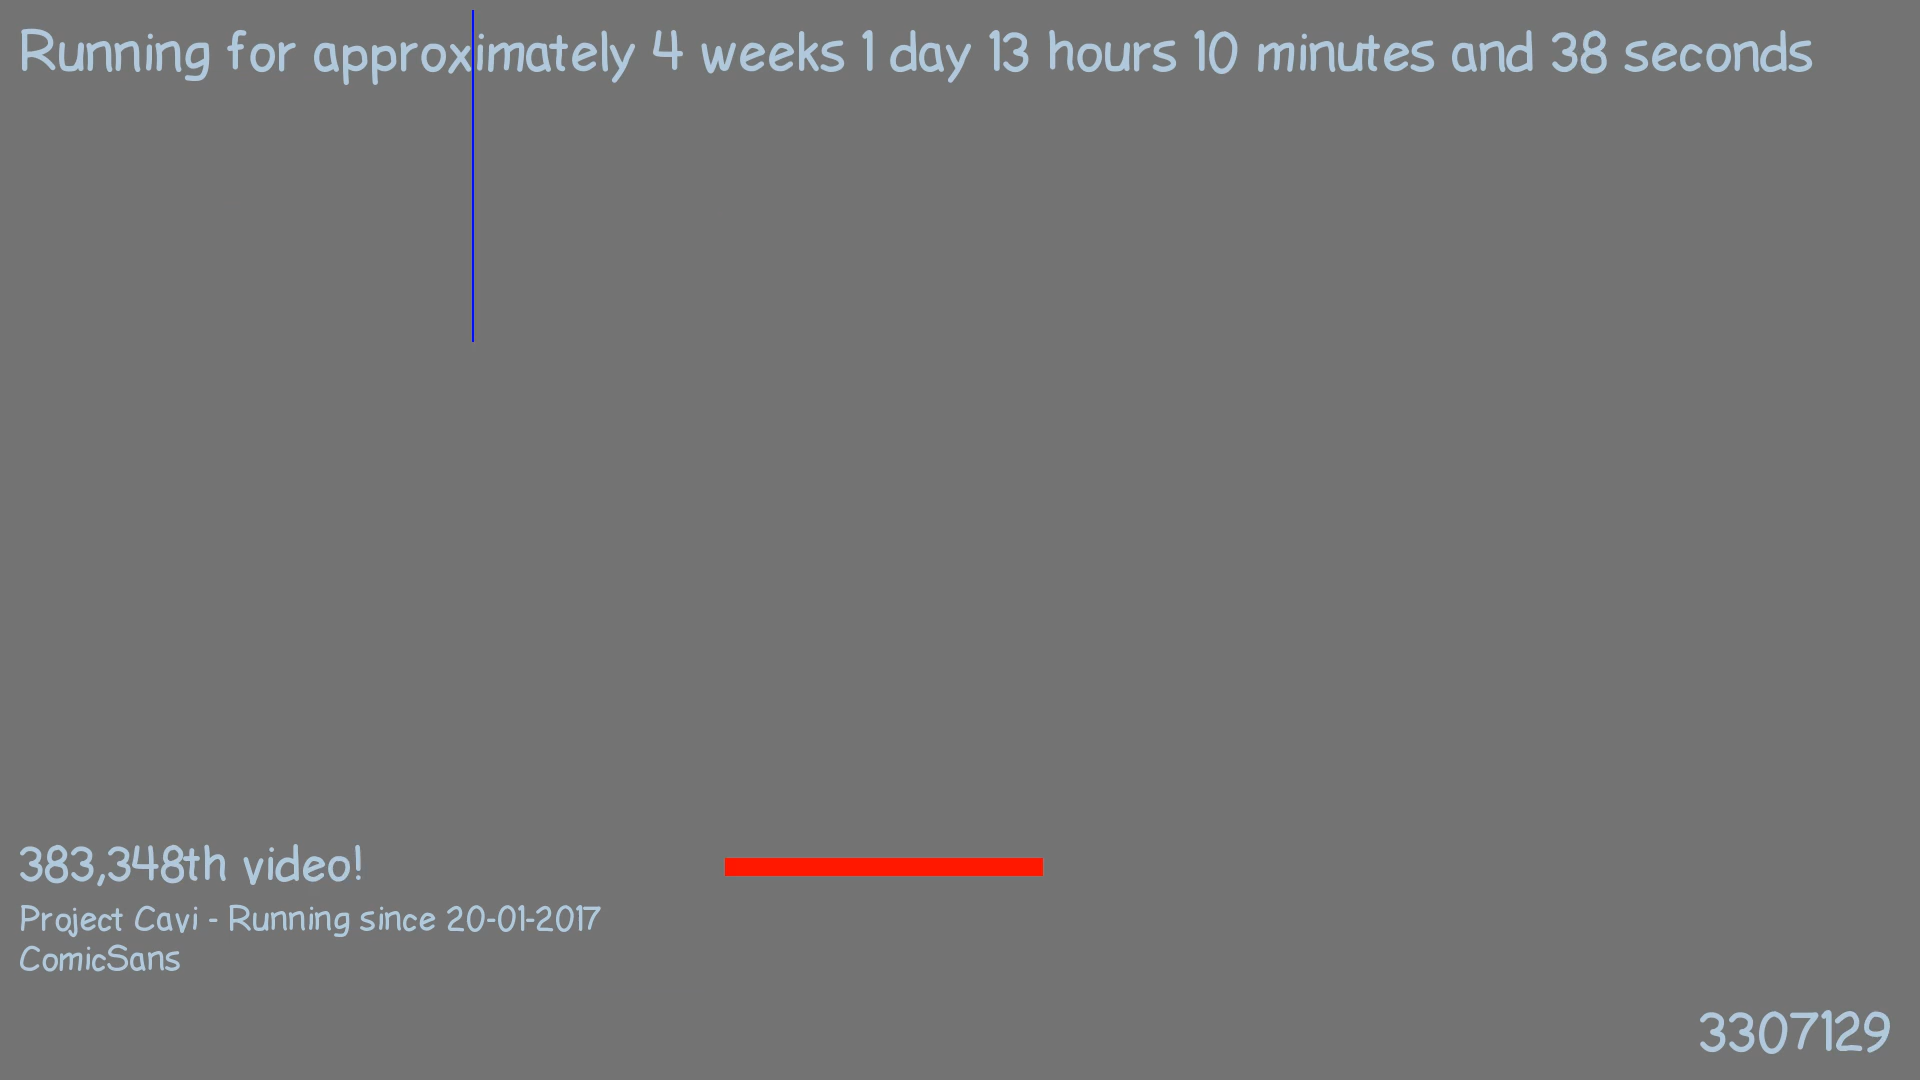 Running for approximately 4 weeks 1 day 13 hours 10 minutes and 38 seconds
383,348th video!
Project Cavi - Running since 20-01-2017
ComicSans
3307129